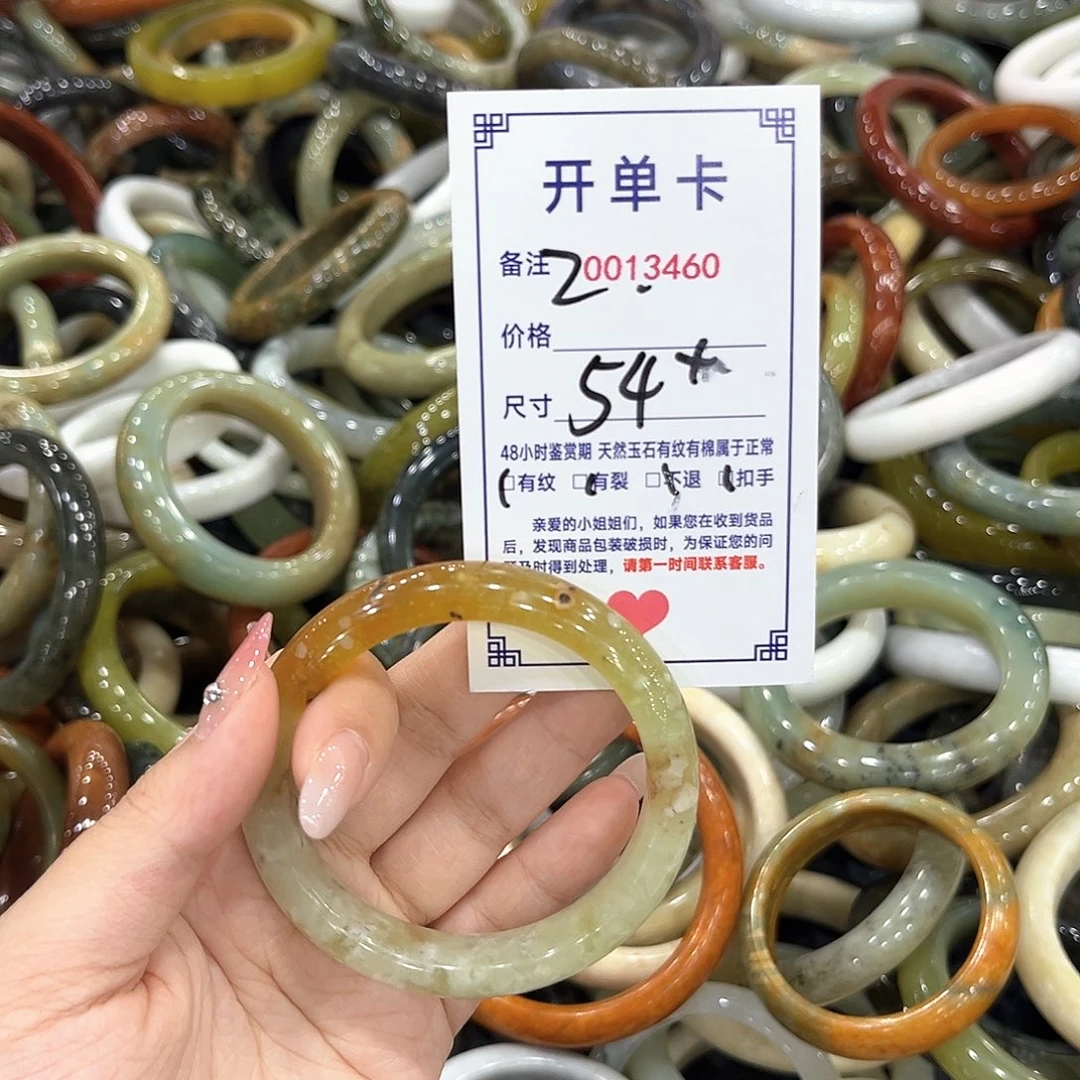 开单卡
备注 20013460
价格
尺寸 54+
48小时鉴赏期 天然玉石有纹有棉属于正常
□有纹 □有裂 □不退 □扣手
亲爱的小姐姐们，如果您在收到货品
后，发现商品包装破损时，为保证您的问
题及时得到处理，请第一时间联系客服。